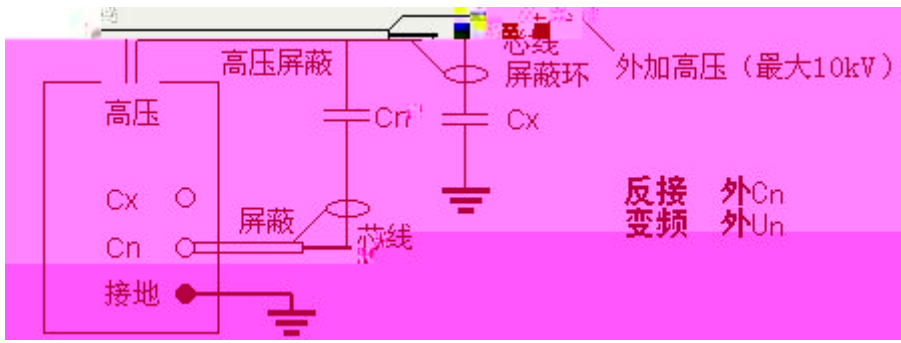 芯线
高压屏蔽
屏蔽环
外加高压（最大10kV）
高压
Cn
Cx
Cx
反接 外Cn
屏蔽
变频 外Un
Cn
芯线
接地